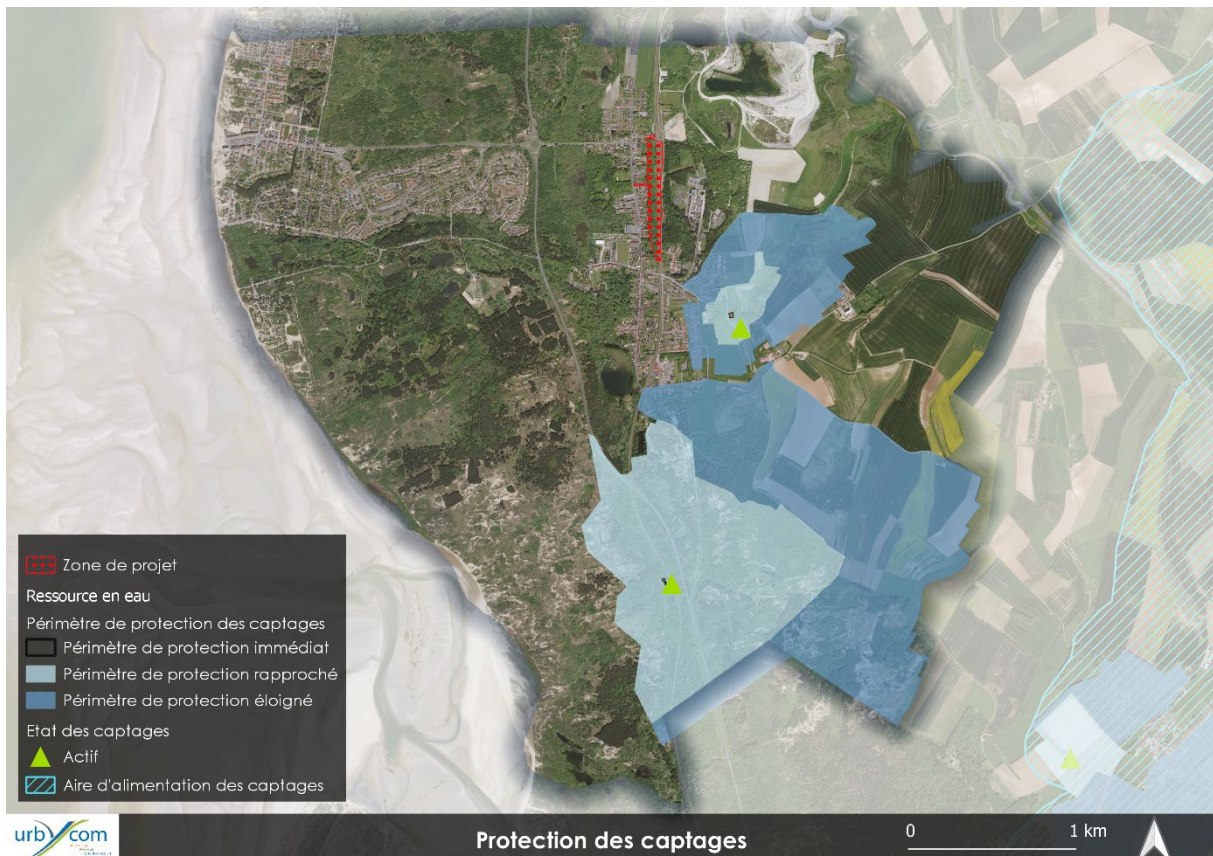 Zone de projet
Ressource en eau
Périmètre de protection des captages
Périmètre de protection immédiat
Périmètre de protection rapproché
Périmètre de protection éloigné
Etat des captages
Actif
Aire d'alimentation des captages
urbycom
Protection des captages
0 1 km